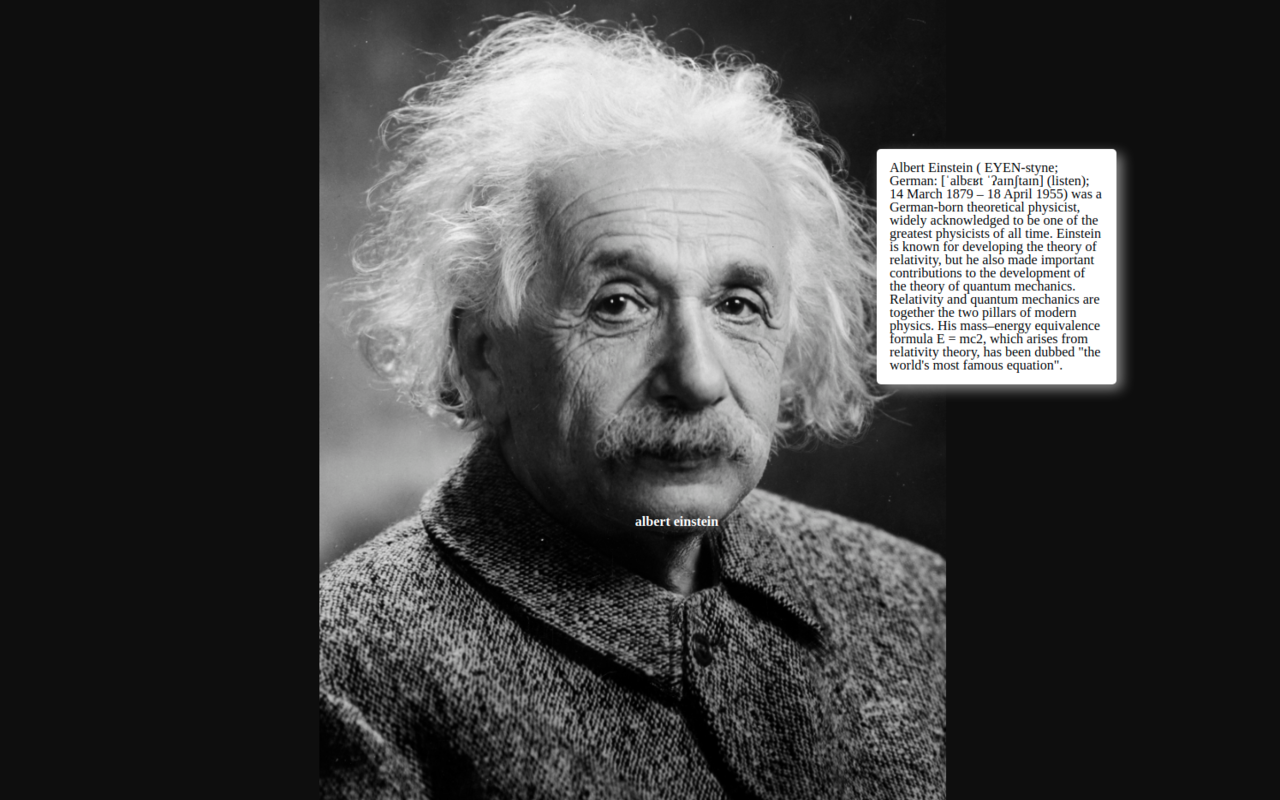 Albert Einstein ( EYEN-styne;
German: [ˈalbɛʁt ˈʔaɪnʃtaɪn] (listen);
14 March 1879 – 18 April 1955) was a
German-born theoretical physicist,
widely acknowledged to be one of the
greatest physicists of all time. Einstein
is known for developing the theory of
relativity, but he also made important
contributions to the development of
the theory of quantum mechanics.
Relativity and quantum mechanics are
together the two pillars of modern
physics. His mass–energy equivalence
formula E = mc2, which arises from
relativity theory, has been dubbed "the
world's most famous equation".
albert einstein